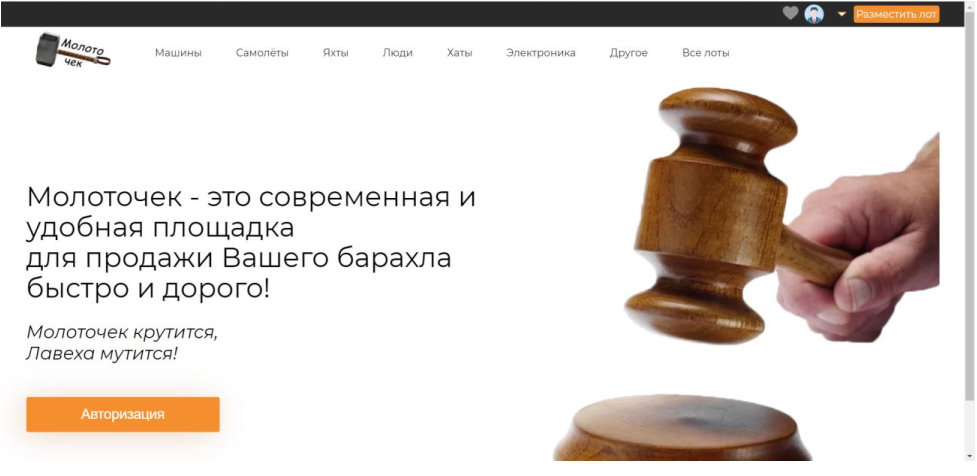 Разместить лот
Молото
чек
Машины Самолёты Яхты Люди Хаты Электроника Другое Все лоты
Молоточек - это современная и
удобная площадка
для продажи Вашего барахла
быстро и дорого!
Молоточек крутится,
Лавеха мутится!
Авторизация